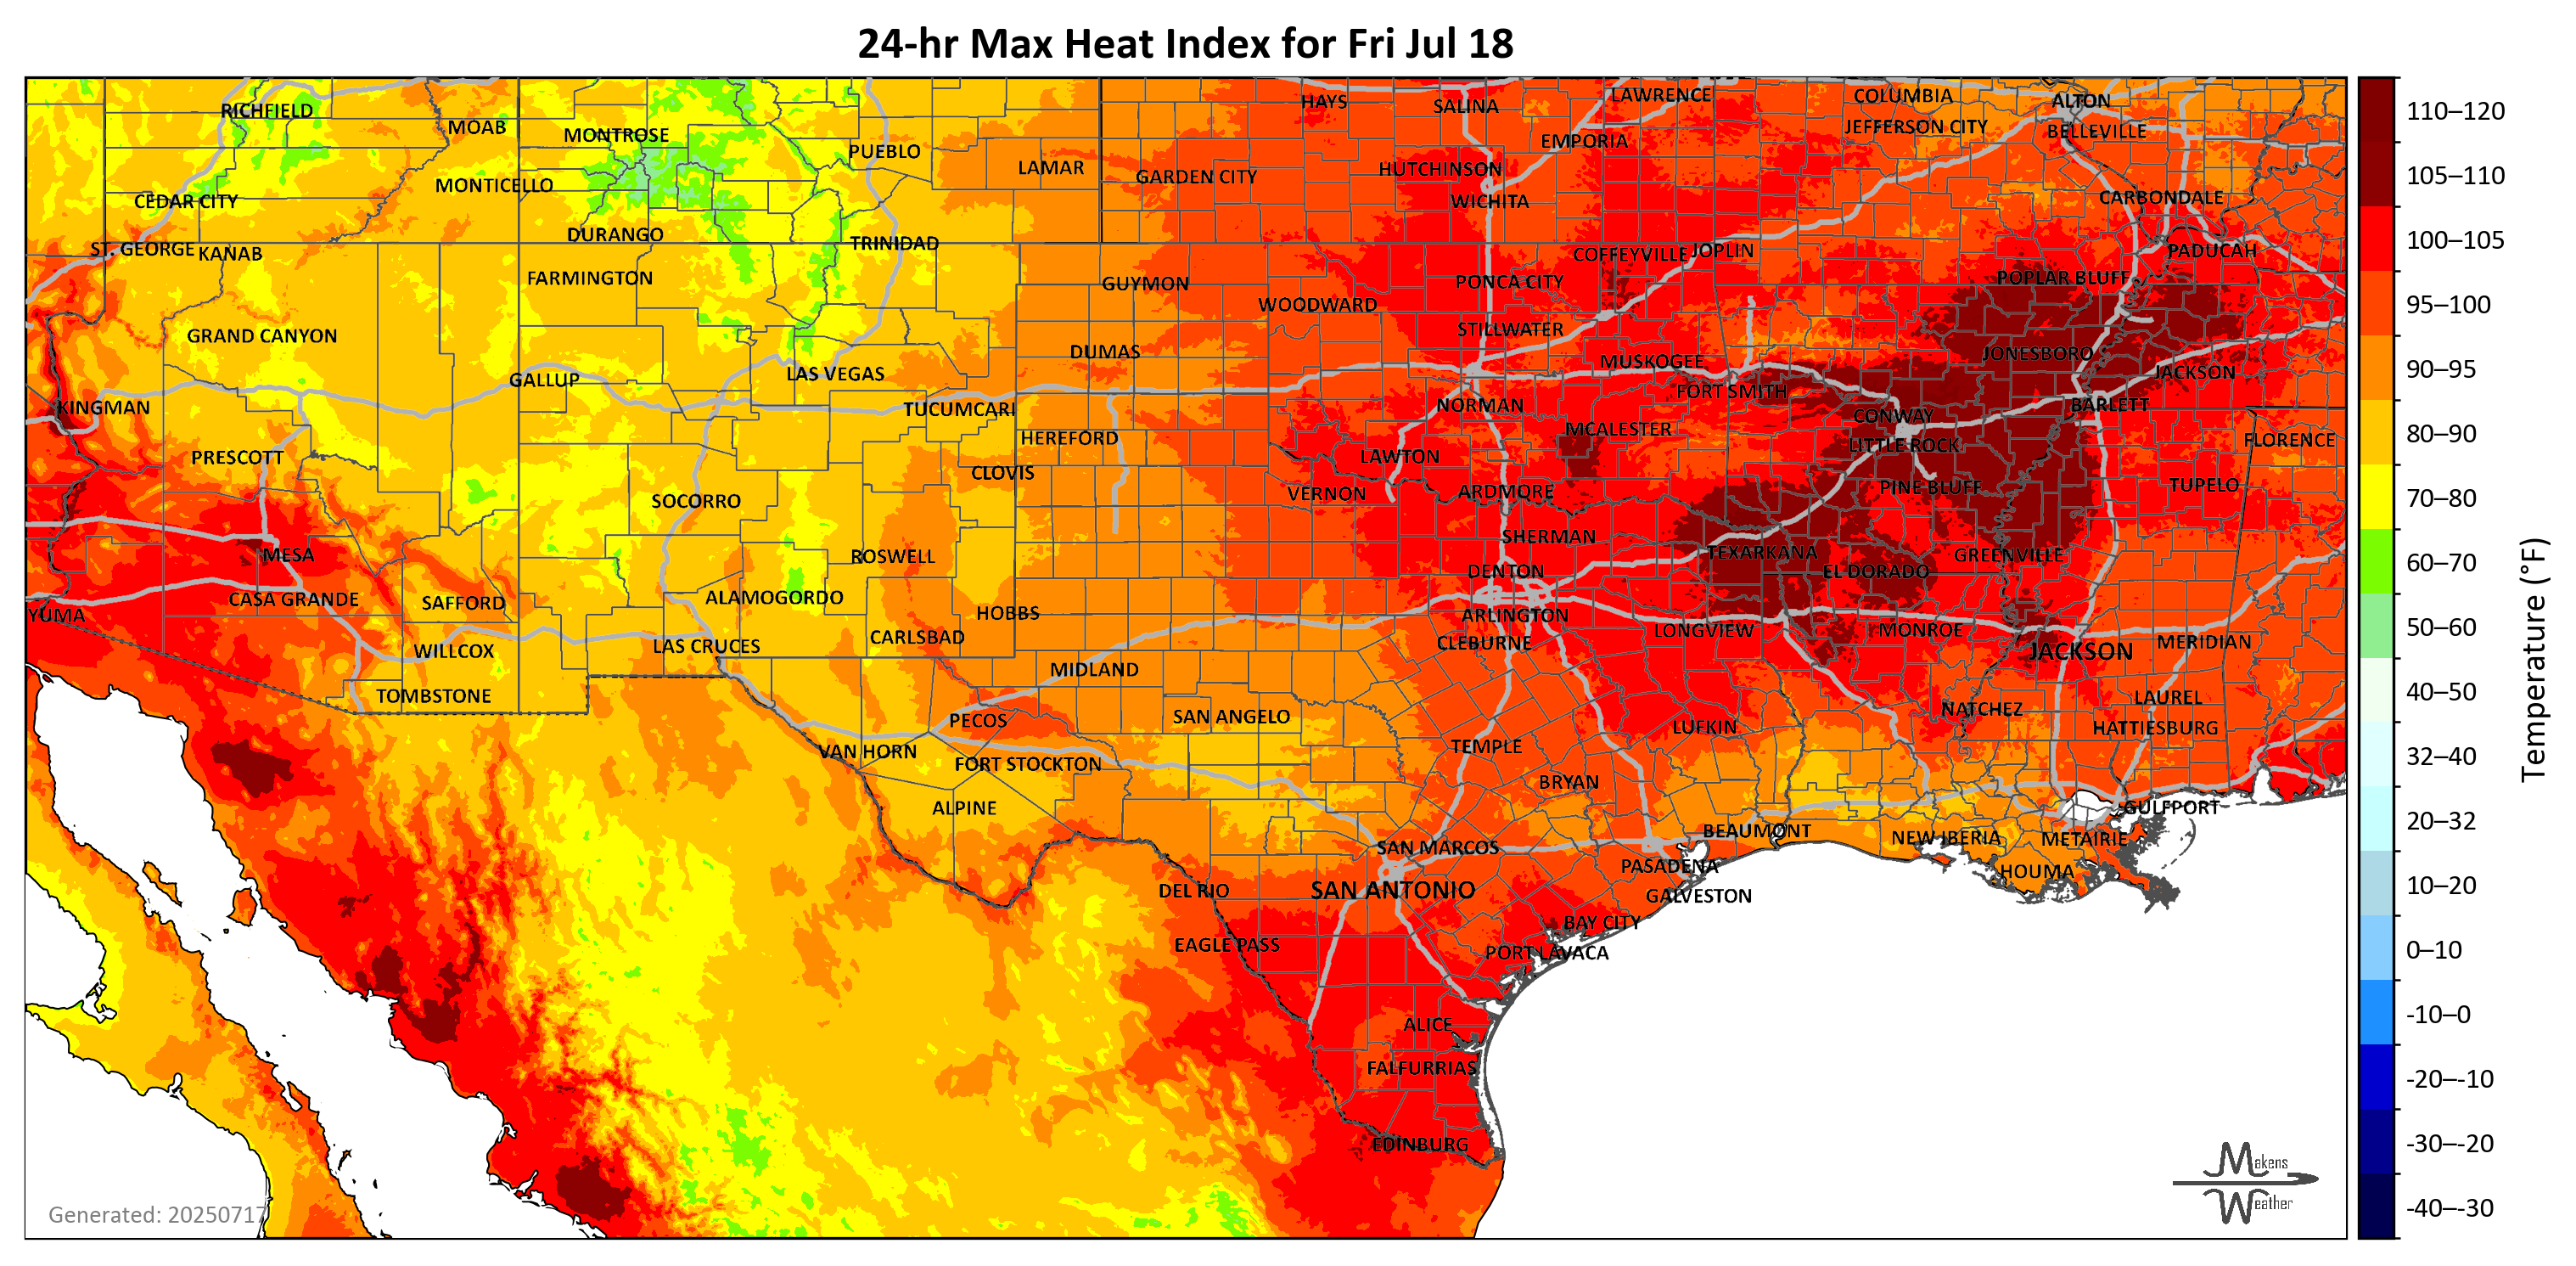 24-hr Max Heat Index for Fri Jul 18
RICHFIELD
MOAB
MONTROSE
PUEBLO
LAMAR
GARDEN CITY
HAYS
SALINA
LAWRENCE
EMPORIA
HUTCHINSON
WICHITA
COLUMBIA
JEFFERSON CITY
ALTON
BELLEVILLE
CARBONDALE
CEDAR CITY
MONTICELLO
ST. GEORGE
KANAB
DURANGO
TRINIDAD
FARMINGTON
GUYMON
WOODWARD
PONCA CITY
COFFEYVILLE
JOPLIN
POPLAR BLUFF
PADUCAH
GRAND CANYON
DUMAS
STILLWATER
MUSKOGEE
JONESBORO
JACKSON
GALLUP
LAS VEGAS
KINGMAN
TUCUMCARI
NORMAN
FORT SMITH
CONWAY
BARLETT
HEREFORD
MCALESTER
LITTLE ROCK
FLORENCE
PRESCOTT
CLOVIS
LAWTON
SOCORRO
VERNON
ARDMORE
PINE BLUFF
TUPELO
MESA
ROSWELL
SHERMAN
TEXARKANA
GREENVILLE
DENTON
EL DORADO
CASA GRANDE
SAFFORD
ALAMOGORDO
HOBBS
YUMA
ARLINGTON
CLEBURNE
LONGVIEW
MONROE
JACKSON
MERIDIAN
WILLCOX
LAS CRUCES
CARLSBAD
MIDLAND
TOMBSTONE
PECOS
SAN ANGELO
NATCHEZ
LAUREL
HATTIESBURG
VAN HORN
FORT STOCKTON
TEMPLE
LUFKIN
BRYAN
ALPINE
GULFPORT
BEAUMONT
NEW IBERIA
METAIRIE
SAN MARCOS
PASADENA
HOUMA
DEL RIO
SAN ANTONIO
GALVESTON
BAY CITY
EAGLE PASS
PORT LAVACA
ALICE
FALFURRIAS
EDINBURG
Generated: 20250717
Makens
Weather
110–120
105–110
100–105
95–100
90–95
80–90
70–80
60–70
50–60
40–50
32–40
20–32
10–20
0–10
-10–0
-20–-10
-30–-20
-40–-30
Temperature (°F)